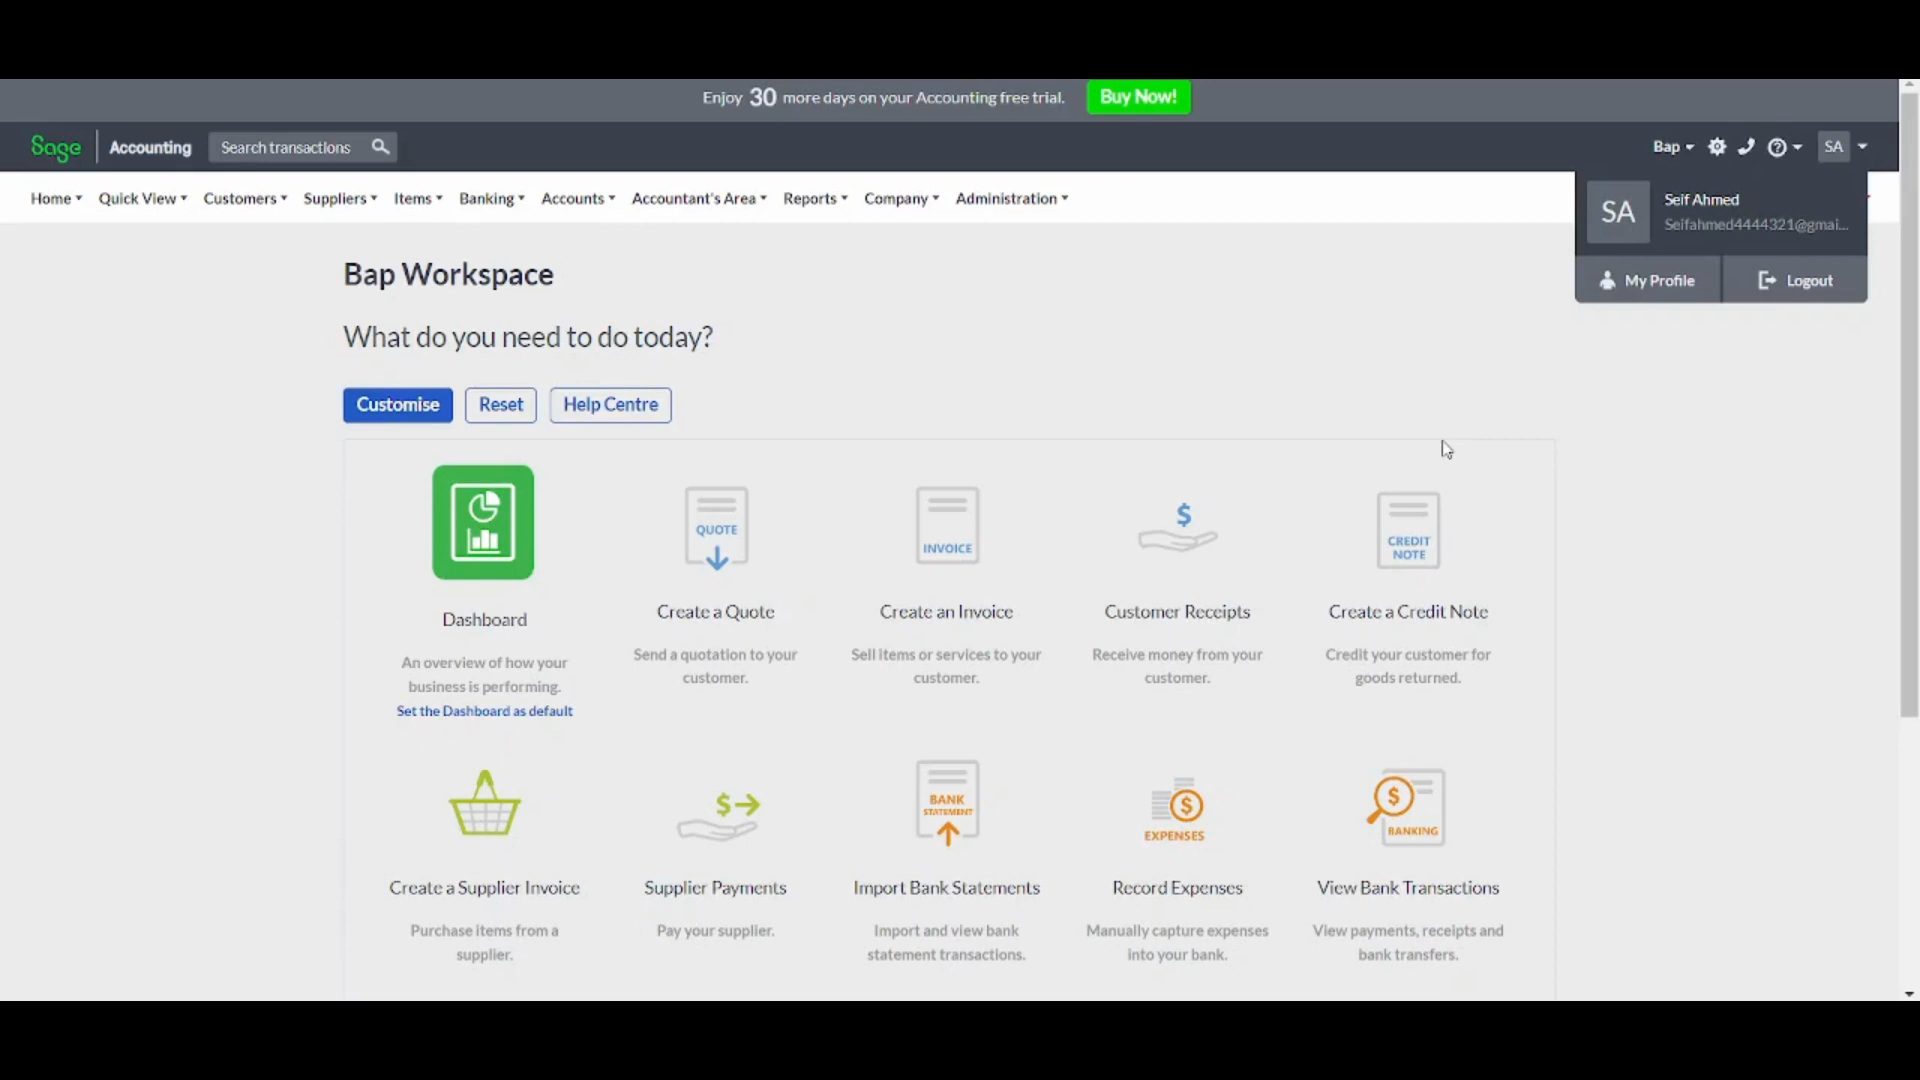 Enjoy 30 more days on your Accounting free trial. Buy Now!
Sage Accounting Search transactions Bap SA
Home Quick View Customers Suppliers Items Banking Accounts Accountant's Area Reports Company Administration
SA Seif Ahmed
Seifahmed4444321@gmai...
My Profile Logout
Bap Workspace
What do you need to do today?
Customise Reset Help Centre
QUOTE
INVOICE
$
CREDIT
NOTE
Dashboard
An overview of how your
business is performing.
Set the Dashboard as default
Create a Quote
Send a quotation to your
customer.
Create an Invoice
Sell items or services to your
customer.
Customer Receipts
Receive money from your
customer.
Create a Credit Note
Credit your customer for
goods returned.
$
BANK
STATEMENT
$
EXPENSES
$
BANKING
Create a Supplier Invoice
Purchase items from a
supplier.
Supplier Payments
Pay your supplier.
Import Bank Statements
Import and view bank
statement transactions.
Record Expenses
Manually capture expenses
into your bank.
View Bank Transactions
View payments, receipts and
bank transfers.